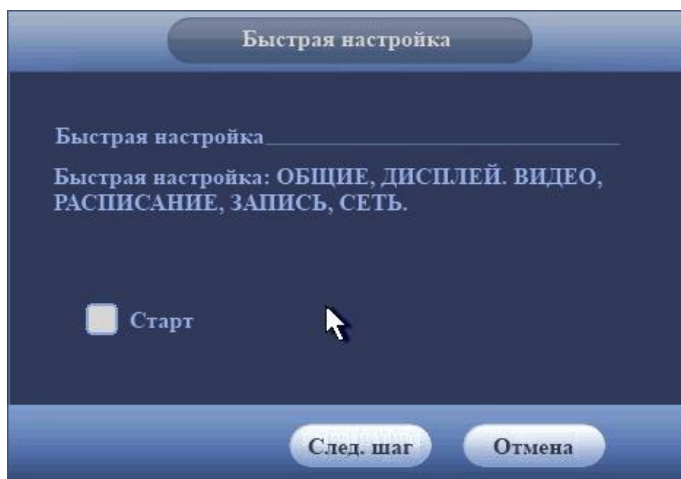 Быстрая настройка
Быстрая настройка
Быстрая настройка: ОБЩИЕ, ДИСПЛЕЙ. ВИДЕО,
РАСПИСАНИЕ, ЗАПИСЬ, СЕТЬ.
Старт
След. шаг Отмена